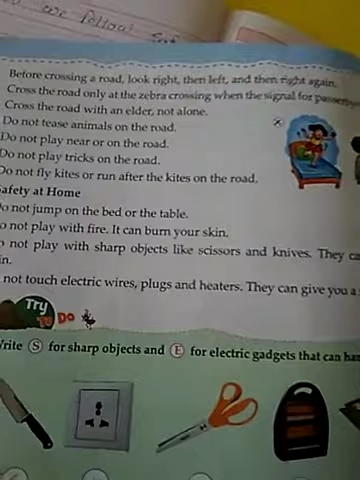 we follow
Before crossing a road, look right, then left, and then right again.
Cross the road only at the zebra crossing when the signal for
Cross the road with an elder, not alone.
Do not tease animals on the road.
Do not play near or on the road.
Do not play tricks on the road.
Do not fly kites or run after the kites on the road.
afety at Home
o not jump on the bed or the table.
o not play with fire. It can burn your skin.
o not play with sharp objects like scissors and knives. They ca
in.
not touch electric wires, plugs and heaters. They can give you a
Try
To Do
Write S for sharp objects and E for electric gadgets that can har